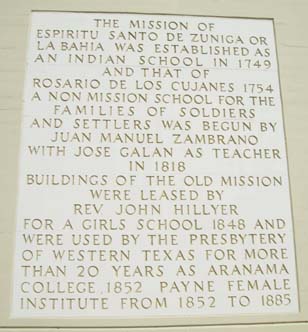 THE MISSION OF
ESPIRITU SANTO DE ZUNIGA OR
LA BAHIA WAS ESTABLISHED AS
AN INDIAN SCHOOL IN 1749
AND THAT OF
ROSARIO DE LOS CUJANES 1754
A NON MISSION SCHOOL FOR THE
FAMILIES OF SOLDIERS
AND SETTLERS WAS BEGUN BY
JUAN MANUEL ZAMBRANO
WITH JOSE GALAN AS TEACHER
IN 1818
BUILDINGS OF THE OLD MISSION
WERE LEASED BY
REV JOHN HILLYER
FOR A GIRLS SCHOOL 1848 AND
WERE USED BY THE PRESBYTERY
OF WESTERN TEXAS FOR MORE
THAN 20 YEARS AS ARANAMA
COLLEGE, 1852 PAYNE FEMALE
INSTITUTE FROM 1852 TO 1885